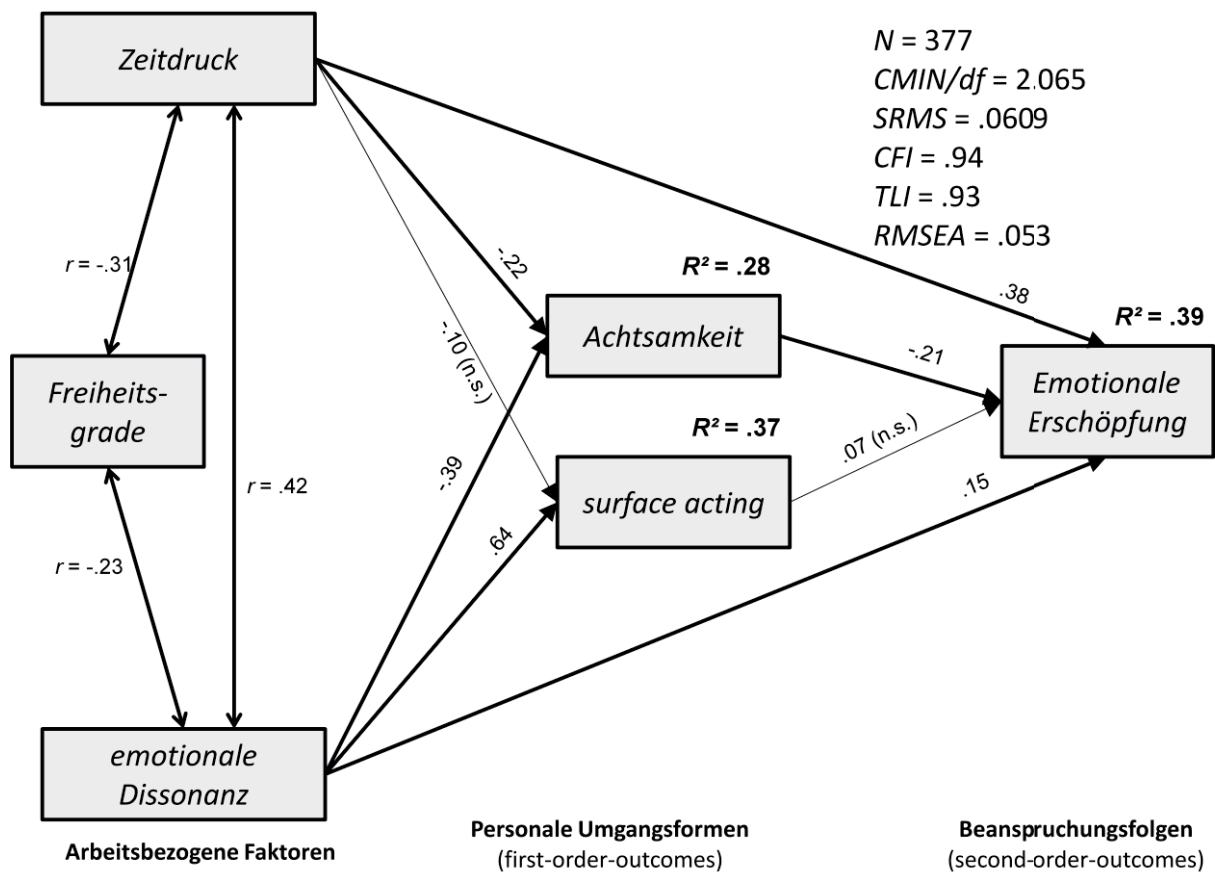 Zeitdruck
N = 377
CMIN/df = 2.065
SRMS = .0609
CFI = .94
TLI = .93
RMSEA = .053
r = -.31
-.22
R² = .28
.38
R² = .39
Achtsamkeit
-.10 (n.s.)
-.21
Freiheits-
grade
Emotionale
Erschöpfung
R² = .37
.07 (n.s.)
-.39
r = .42
surface acting
.15
.64
r = -.23
emotionale
Dissonanz
Arbeitsbezogene Faktoren
Personale Umgangsformen
(first-order-outcomes)
Beanspruchungsfolgen
(second-order-outcomes)